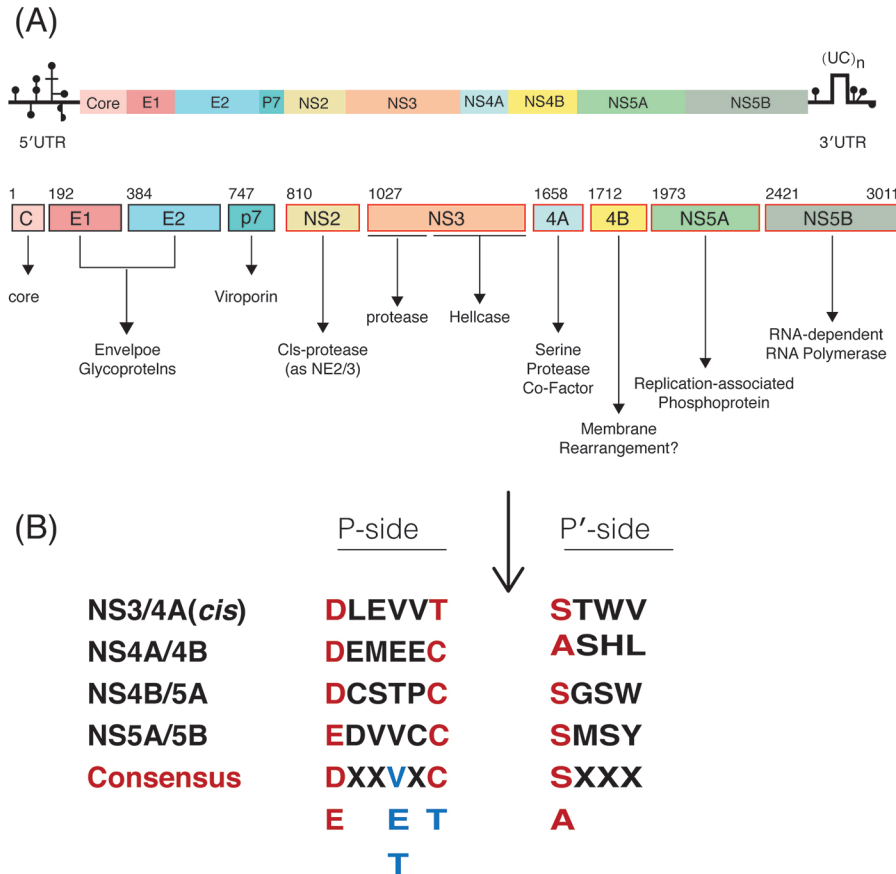 (A)
(UC)n
Core E1 E2 P7 NS2 NS3 NS4A NS4B NS5A NS5B
5′UTR 3′UTR
1 192 384 747 810 1027 1658 1712 1973 2421 3011
C E1 E2 p7 NS2 NS3 4A 4B NS5A NS5B
core
Envelpoe
Glycoprotelns
Viroporin
Cls-protease
(as NE2/3)
protease
Hellcase
Serine
Protease
Co-Factor
Membrane
Rearrangement?
Replication-associated
Phosphoprotein
RNA-dependent
RNA Polymerase
(B)
P-side P′-side
NS3/4A(cis) DLEVVT STWV
NS4A/4B DEMEEC ASHL
NS4B/5A DCSTPC SGSW
NS5A/5B EDVVCC SMSY
Consensus DXXVXC SXXX
E E T A
T